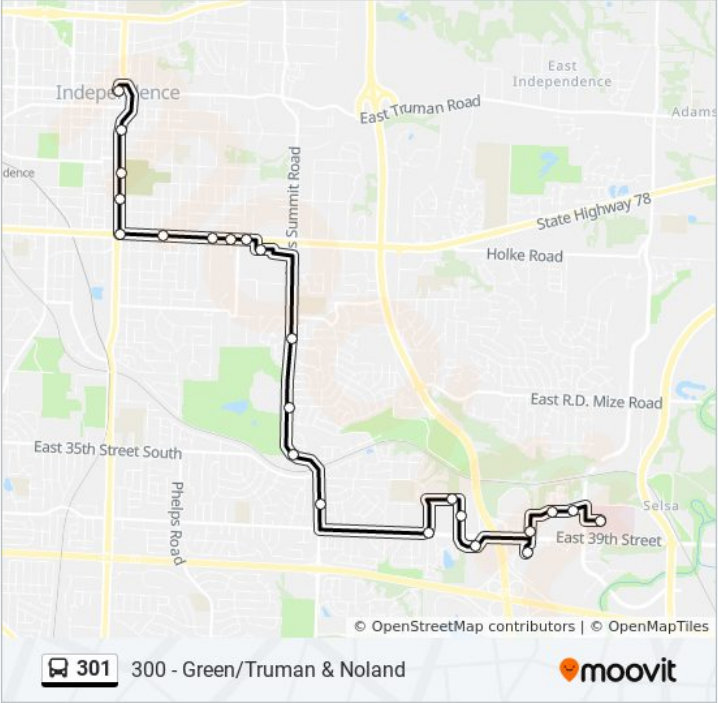 East
Independence
Independence
East Truman Road
Adams
dence
s Summit Road
State Highway 78
Holke Road
East R.D. Mize Road
East 35th Street South
Phelps Road
Selsa
East 39th Street
© OpenStreetMap contributors | © OpenMapTiles
301 300 - Green/Truman & Noland moovit